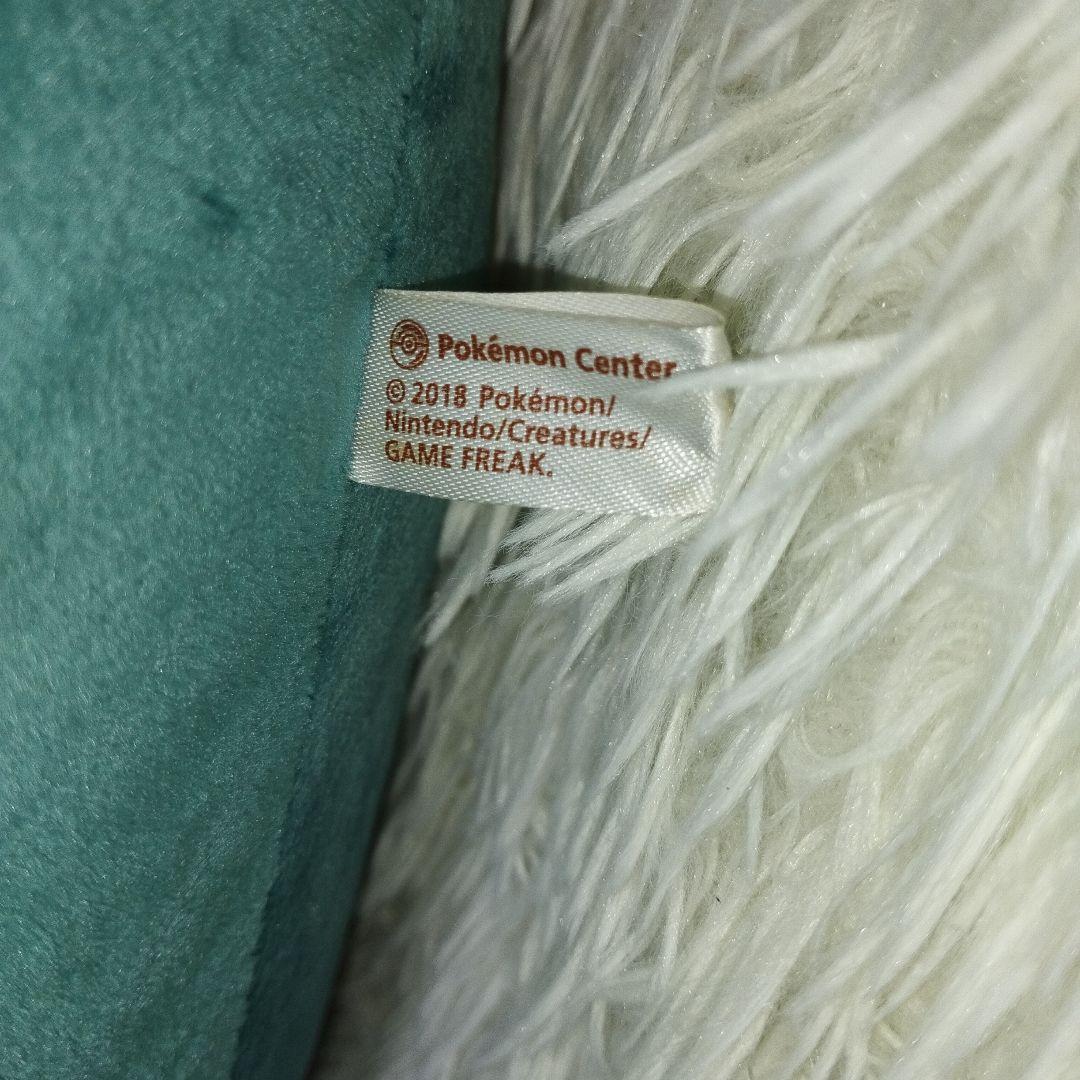 Pokémon Center
© 2018 Pokémon/
Nintendo/Creatures/
GAME FREAK.